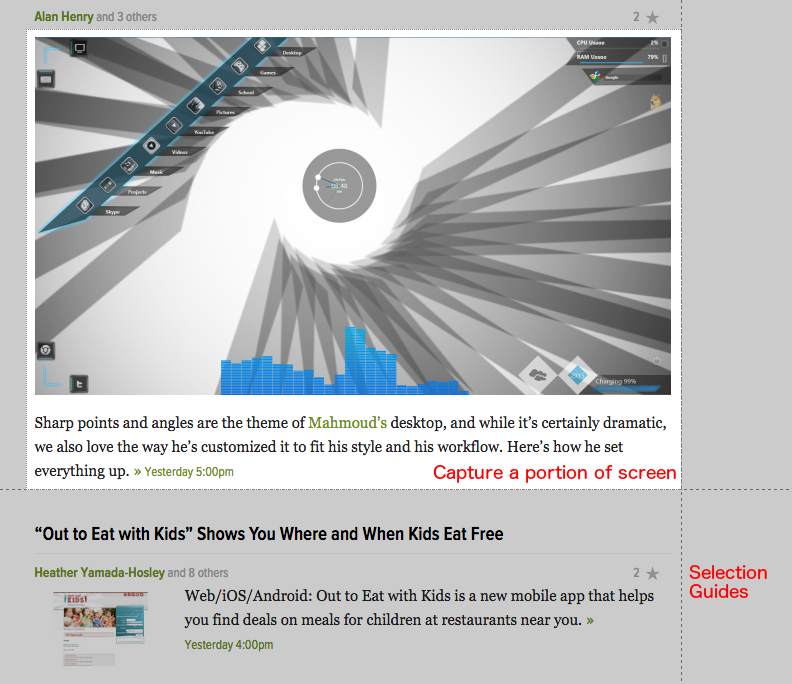 Alan Henry and 3 others 2
Desktop
CPU Usage 2%
RAM Usage 79%
Games
Google
School
Pictures
YouTube
Videos
Music
Projects
Skype
Charging 99%
Sharp points and angles are the theme of Mahmoud’s desktop, and while it’s certainly dramatic,
we also love the way he’s customized it to fit his style and his workflow. Here’s how he set
everything up. » Yesterday 5:00pm
Capture a portion of screen
“Out to Eat with Kids” Shows You Where and When Kids Eat Free
Heather Yamada-Hosley and 8 others 2
Selection
Guides
Web/iOS/Android: Out to Eat with Kids is a new mobile app that helps
you find deals on meals for children at restaurants near you. »
Yesterday 4:00pm
KIDS!